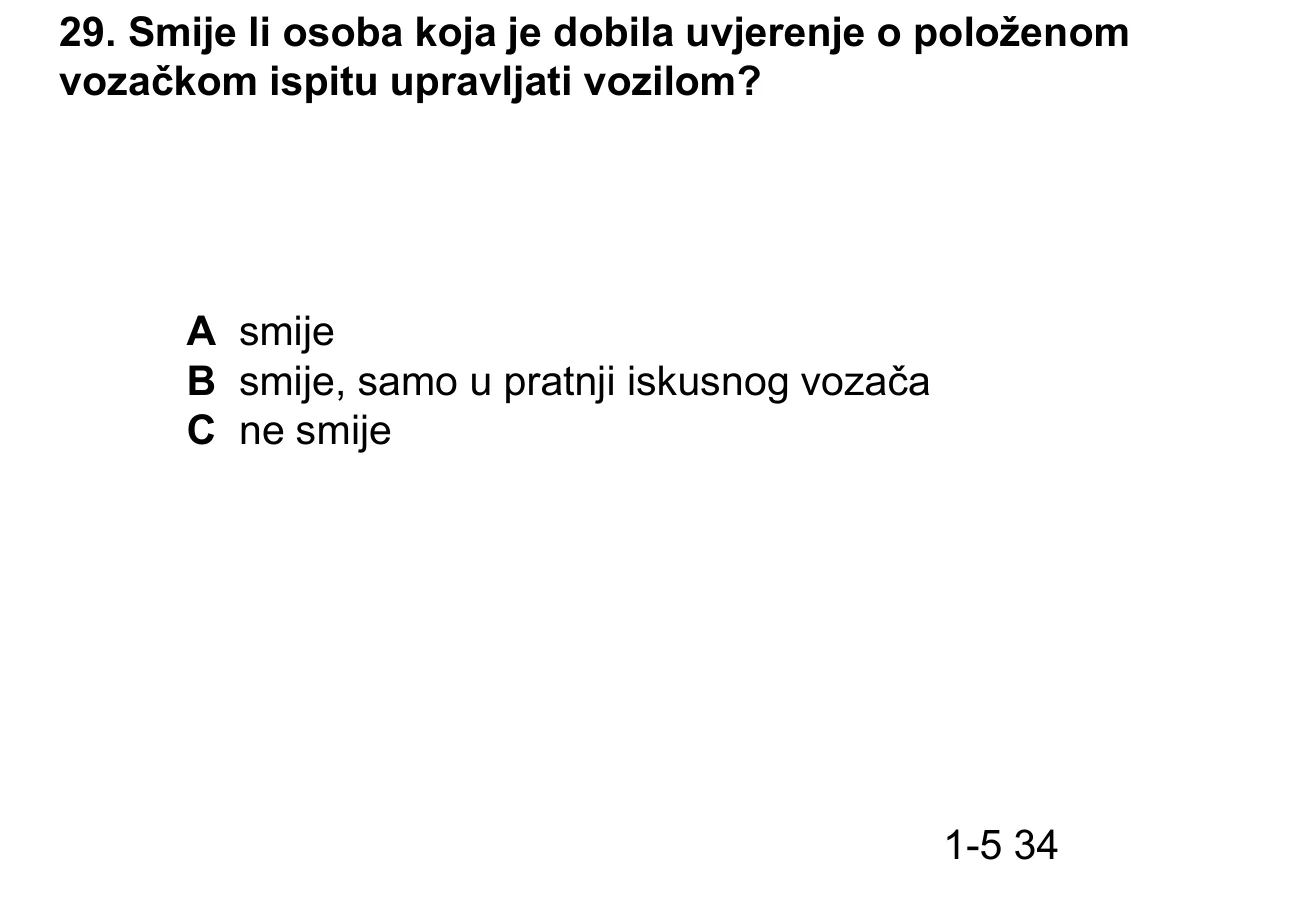 29. Smije li osoba koja je dobila uvjerenje o položenom
vozačkom ispitu upravljati vozilom?
A smije
B smije, samo u pratnji iskusnog vozača
C ne smije
1-5 34